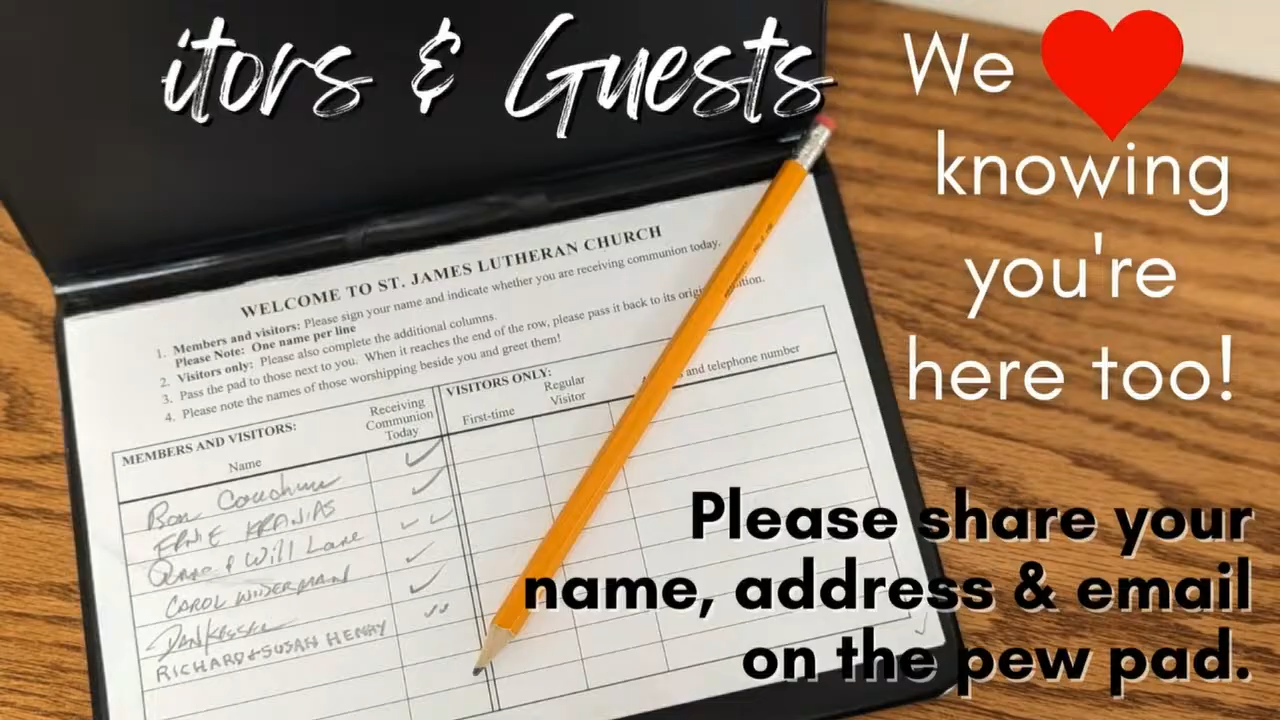 itors & Guests
We
knowing
you're
here too!
WELCOME TO ST. JAMES LUTHERAN CHURCH
1. Members and visitors: Please sign your name and indicate whether you are receiving communion today.
Please Note: One name per line
2. Visitors only: Please also complete the additional columns.
3. Pass the pad to those next to you. When it reaches the end of the row, please pass it back to its
4. Please note the names of those worshipping beside you and greet them!
MEMBERS AND VISITORS:
Name
Receiving
Communion
Today
VISITORS ONLY:
First-time
Regular
Visitor
and telephone number
Ron
ERNIE KRANIAS
& Will Lane
CAROL
RICHARD & SUSAN HENRY
Please share your
name, address & email
on the pew pad.